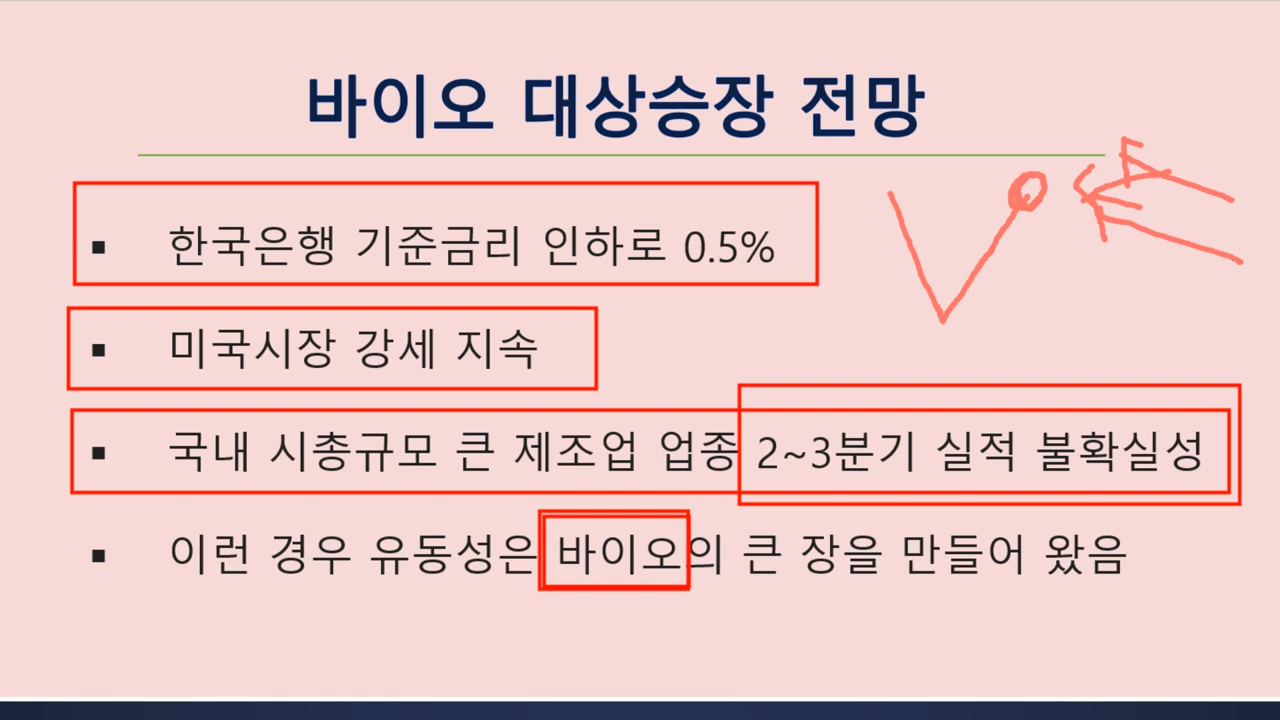 바이오 대상승장 전망
▪ 한국은행 기준금리 인하로 0.5%
▪ 미국시장 강세 지속
▪ 국내 시총규모 큰 제조업 업종 2~3분기 실적 불확실성
▪ 이런 경우 유동성은 바이오의 큰 장을 만들어 왔음